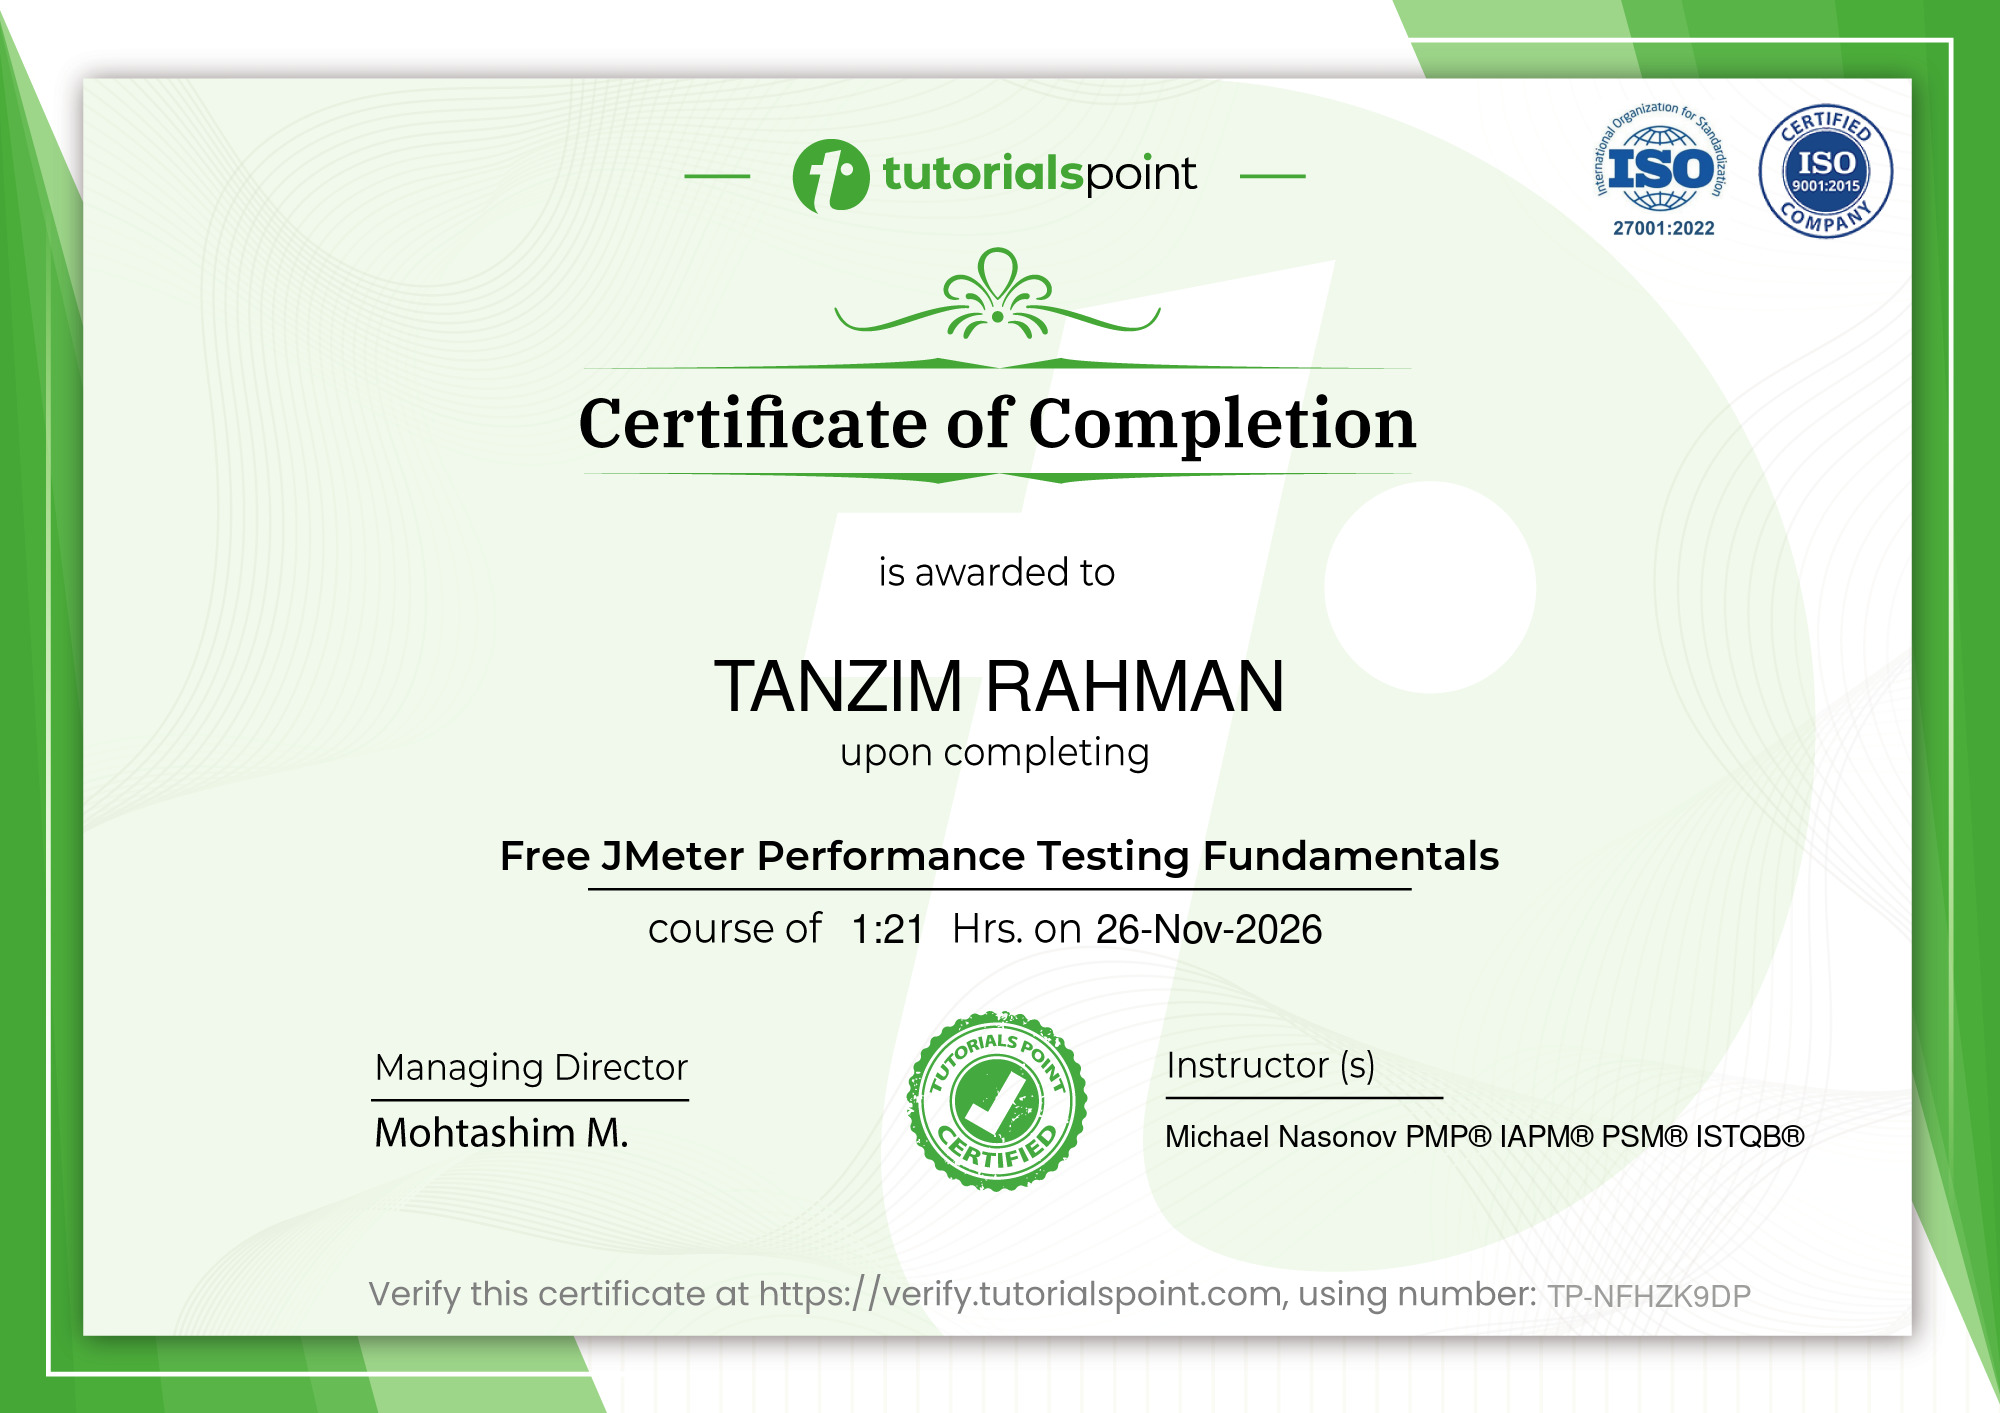 tutorialspoint
International Organization for Standardization
ISO
27001:2022
CERTIFIED
ISO
9001:2015
COMPANY
Certificate of Completion
is awarded to
TANZIM RAHMAN
upon completing
Free JMeter Performance Testing Fundamentals
course of 1:21 Hrs. on 26-Nov-2026
Managing Director
Mohtashim M.
TUTORIALS POINT
CERTIFIED
Instructor (s)
Michael Nasonov PMP® IAPM® PSM® ISTQB®
Verify this certificate at https://verify.tutorialspoint.com, using number: TP-NFHZK9DP